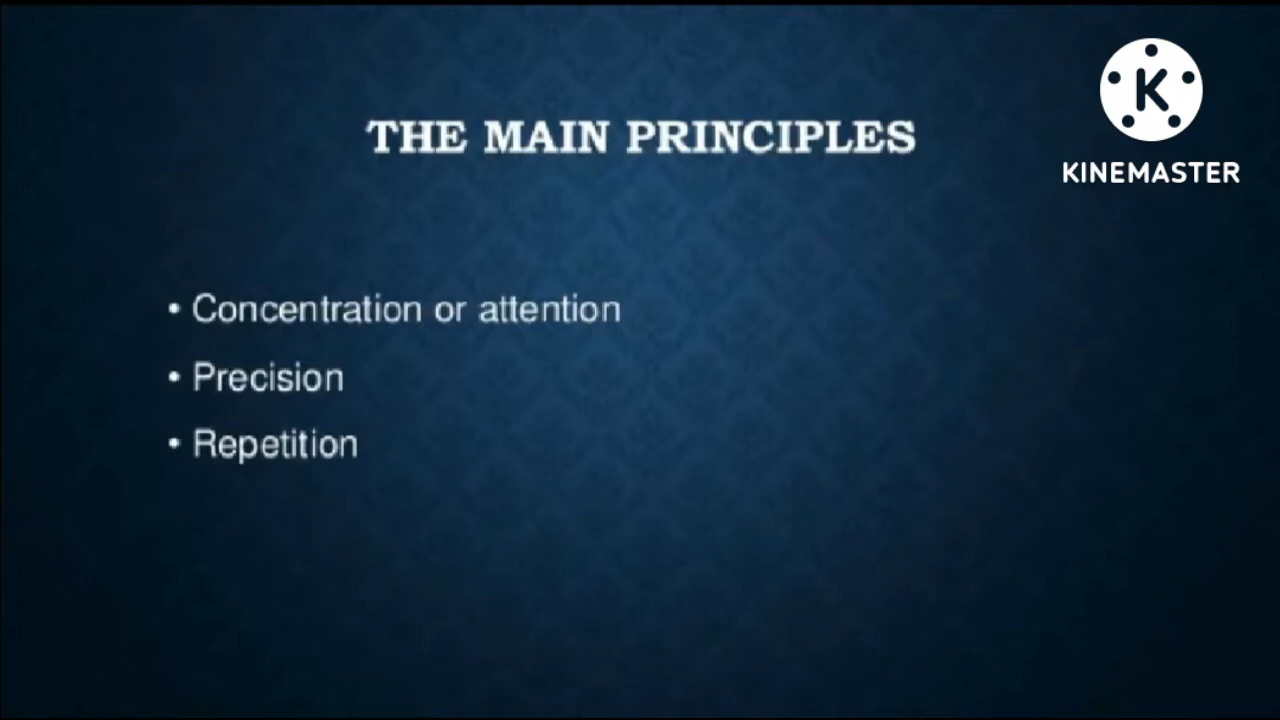 THE MAIN PRINCIPLES
K
KINEMASTER
• Concentration or attention
• Precision
• Repetition